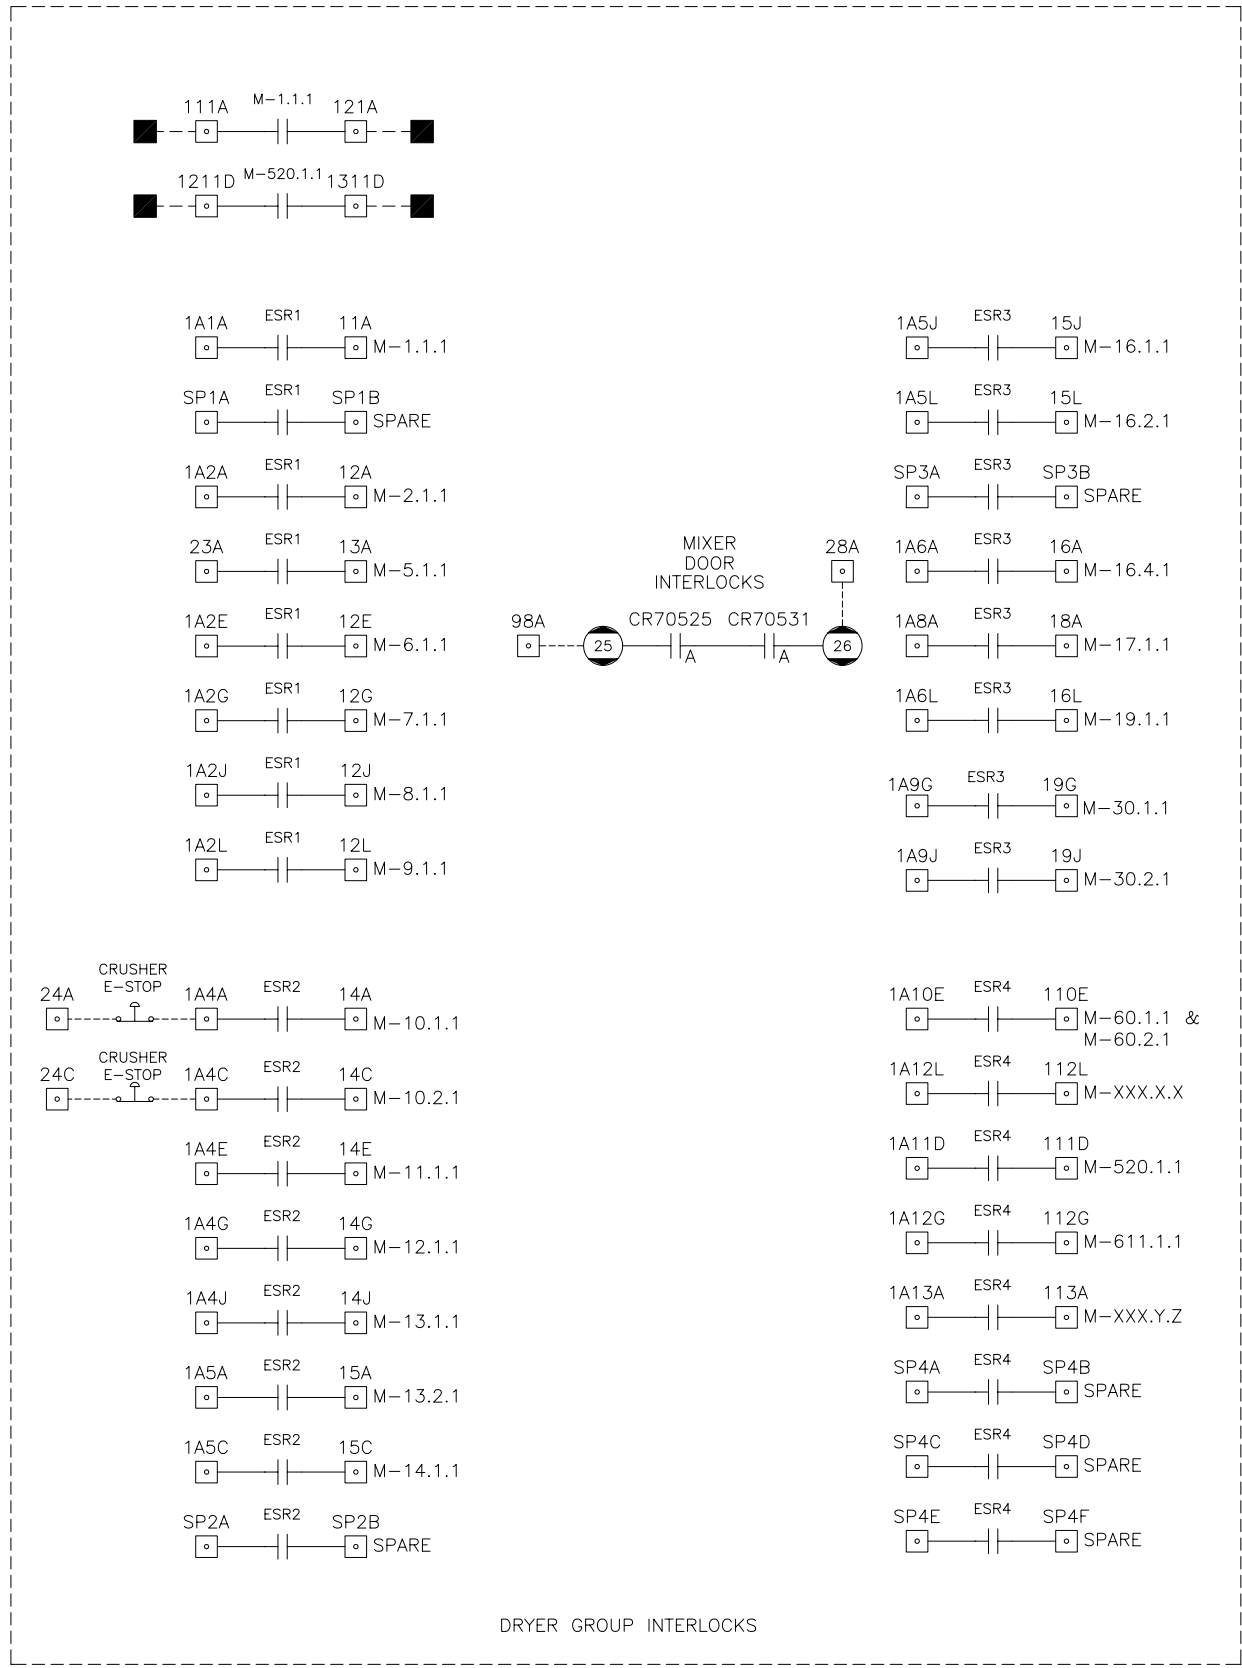 111A M-1.1.1 121A
1211D M-520.1.1 1311D
1A1A ESR1 11A M-1.1.1
SP1A ESR1 SP1B SPARE
1A2A ESR1 12A M-2.1.1
23A ESR1 13A M-5.1.1
1A2E ESR1 12E M-6.1.1
1A2G ESR1 12G M-7.1.1
1A2J ESR1 12J M-8.1.1
1A2L ESR1 12L M-9.1.1
MIXER
DOOR
INTERLOCKS
98A 25 CR70525 A CR70531 A 26 28A
1A5J ESR3 15J M-16.1.1
1A5L ESR3 15L M-16.2.1
SP3A ESR3 SP3B SPARE
1A6A ESR3 16A M-16.4.1
1A8A ESR3 18A M-17.1.1
1A6L ESR3 16L M-19.1.1
1A9G ESR3 19G M-30.1.1
1A9J ESR3 19J M-30.2.1
CRUSHER
E-STOP
24A 1A4A ESR2 14A M-10.1.1
CRUSHER
E-STOP
24C 1A4C ESR2 14C M-10.2.1
1A4E ESR2 14E M-11.1.1
1A4G ESR2 14G M-12.1.1
1A4J ESR2 14J M-13.1.1
1A5A ESR2 15A M-13.2.1
1A5C ESR2 15C M-14.1.1
SP2A ESR2 SP2B SPARE
1A10E ESR4 110E M-60.1.1 &
M-60.2.1
1A12L ESR4 112L M-XXX.X.X
1A11D ESR4 111D M-520.1.1
1A12G ESR4 112G M-611.1.1
1A13A ESR4 113A M-XXX.Y.Z
SP4A ESR4 SP4B SPARE
SP4C ESR4 SP4D SPARE
SP4E ESR4 SP4F SPARE
DRYER GROUP INTERLOCKS